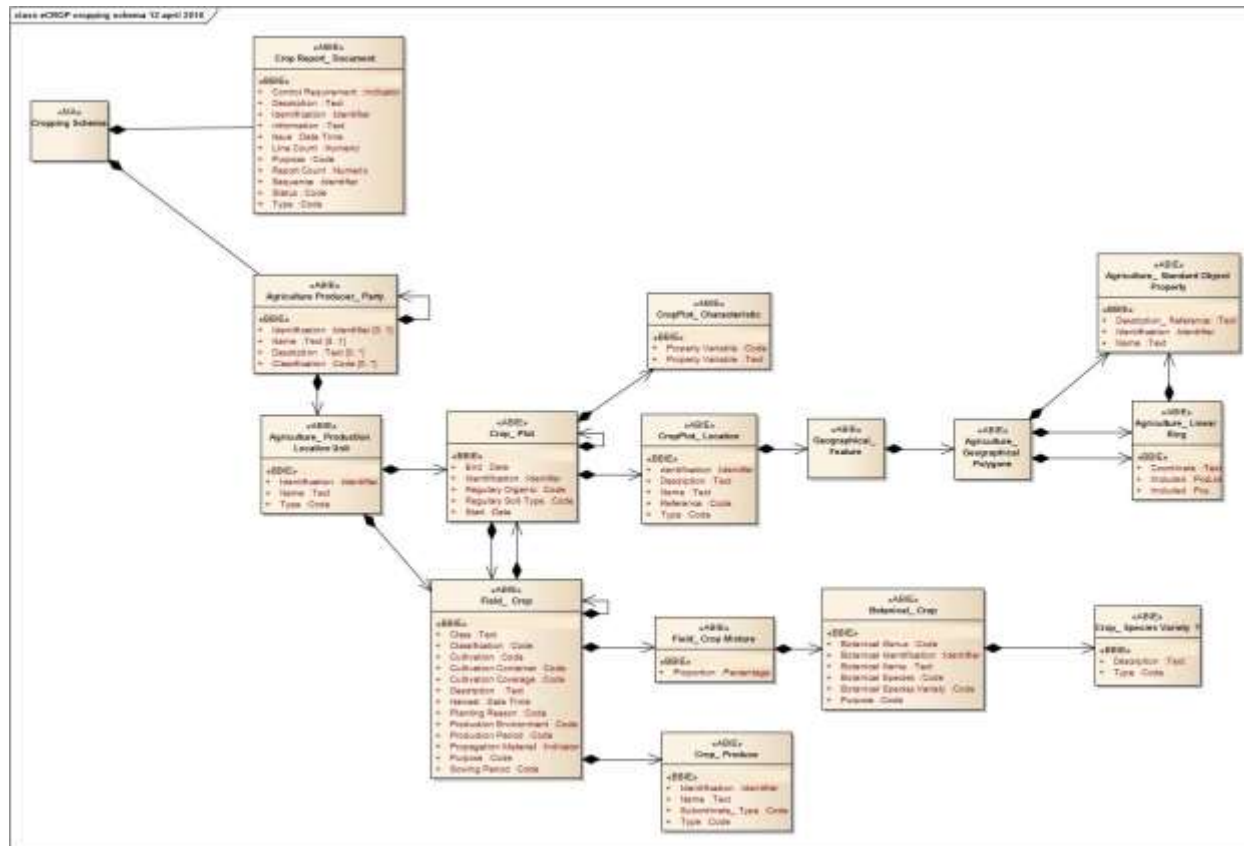 class eCROP cropping schema 12 april 2016
«ABIE»
Crop Report_ Document
«BBIE»
+ Control Requirement :Indicator
+ Description :Text
+ Identification :Identifier
+ Information :Text
+ Issue :Date Time
+ Line Count :Numeric
+ Purpose :Code
+ Report Count :Numeric
+ Sequence :Identifier
+ Status :Code
+ Type :Code
«MA»
Cropping Schema
«ABIE»
Agriculture Producer_ Party
«BBIE»
+ Identification :Identifier [0..1]
+ Name :Text [0..1]
+ Description :Text [0..*]
+ Classification :Code [0..*]
«ABIE»
CropPlot_ Characteristic
«BBIE»
+ Property Variable :Code
+ Property Variable :Text
«ABIE»
Agriculture_ Standard Object
Property
«BBIE»
+ Description_ Reference :Text
+ Identification :Identifier
+ Name :Text
«ABIE»
Agriculture_ Production
Location Unit
«BBIE»
+ Identification :Identifier
+ Name :Text
+ Type :Code
«ABIE»
Crop_ Plot
«BBIE»
+ End :Date
+ Identification :Identifier
+ Regulary Organic :Code
+ Regulary Soil Type :Code
+ Start :Date
«ABIE»
CropPlot_ Location
«BBIE»
+ Identification :Identifier
+ Description :Text
+ Name :Text
+ Reference :Code
+ Type :Code
«ABIE»
Geographical_
Feature
«ABIE»
Agriculture_
Geographical
Polygone
«ABIE»
Agriculture_ Linear
Ring
«BBIE»
+ Coordinate :Text
+ Included
+ Included
«ABIE»
Field_ Crop
«BBIE»
+ Class :Text
+ Classification :Code
+ Cultivation :Code
+ Cultivation Container :Code
+ Cultivation Coverage :Code
+ Description :Text
+ Harvest :Date Time
+ Planting Reason :Code
+ Production Environment :Code
+ Production Period :Code
+ Propagation Material :Indicator
+ Purpose :Code
+ Sowing Period :Code
«ABIE»
Field_ Crop Mixture
«BBIE»
+ Proportion :Percentage
«ABIE»
Botanical_ Crop
«BBIE»
+ Botanical Genus :Code
+ Botanical Identification :Identifier
+ Botanical Name :Text
+ Botanical Species :Code
+ Botanical Species Variety :Code
+ Purpose :Code
«ABIE»
Crop_ Species Variety
«BBIE»
+ Description :Text
+ Type :Code
«ABIE»
Crop_ Produce
«BBIE»
+ Identification :Identifier
+ Name :Text
+ Subordinate_ Type :Code
+ Type :Code